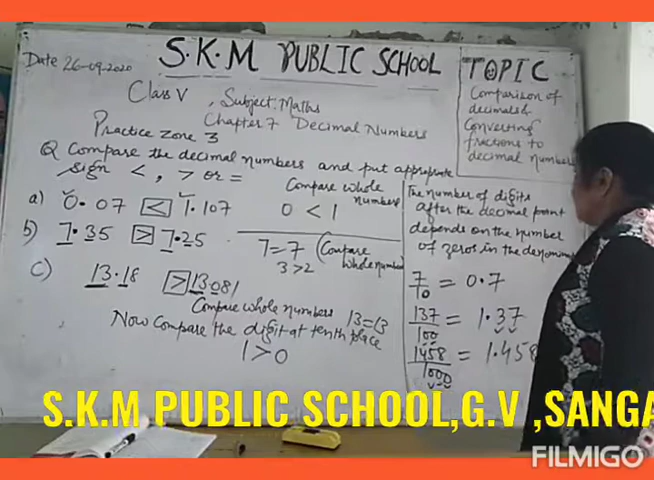 S.K.M PUBLIC SCHOOL
Date 26-09-2020
Class V, Subject: Maths
Chapter 7 Decimal Numbers
Practice Zone 3
Q Compare the decimal numbers and put appropriate
sign <, > or =
a) 0.07 < 1.107
Compare whole numbers
0 < 1
b) 7.35 > 7.25
7=7 (Compare whole number)
3>2
c) 13.18 > 13.081
Compare whole numbers 13=13
Now compare the digit at tenth place
1>0
TOPIC
Comparison of
decimals &
Converting
fractions to
decimal numbers
The number of digits
after the decimal point
depends on the number
of zeros in the denomin
7/10 = 0.7
137/100 = 1.37
1458/1000 = 1.458
S.K.M PUBLIC SCHOOL,G.V ,SANGA
FILMIGO